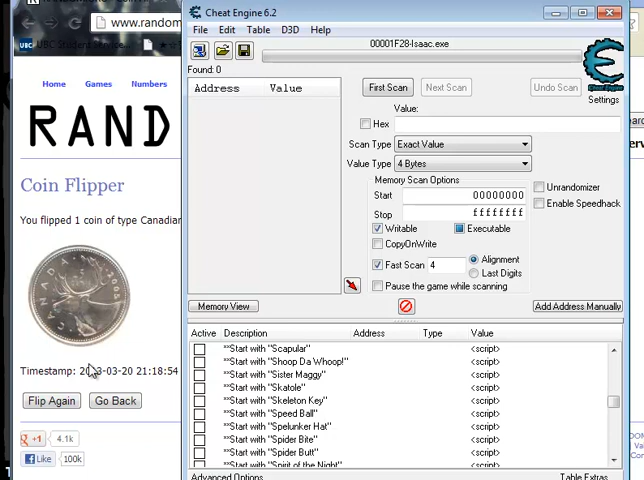 www.random
UBC Student Service...
Home Games Numbers
RAND
Coin Flipper
You flipped 1 coin of type Canadian
CANADA 2005
Timestamp: 2013-03-20 21:18:54
Flip Again Go Back
+1 4.1k
Like 100k
Cheat Engine 6.2
File Edit Table D3D Help
00001F28-Isaac.exe
Found: 0
Address Value
First Scan Next Scan Undo Scan
Settings
Value:
Hex
Scan Type Exact Value
Value Type 4 Bytes
Memory Scan Options
Start 00000000
Stop ffffffff
Writable Executable
CopyOnWrite
Fast Scan 4 Alignment
Last Digits
Pause the game while scanning
Unrandomizer
Enable Speedhack
Memory View Add Address Manually
Active Description Address Type Value
**Start with "Scapular" <script>
**Start with "Shoop Da Whoop!" <script>
**Start with "Sister Maggy" <script>
**Start with "Skatole" <script>
**Start with "Skeleton Key" <script>
**Start with "Speed Ball" <script>
**Start with "Spelunker Hat" <script>
**Start with "Spider Bite" <script>
**Start with "Spider Butt" <script>
**Start with "Spirit of the Night" <script>
Advanced Options Table Extras